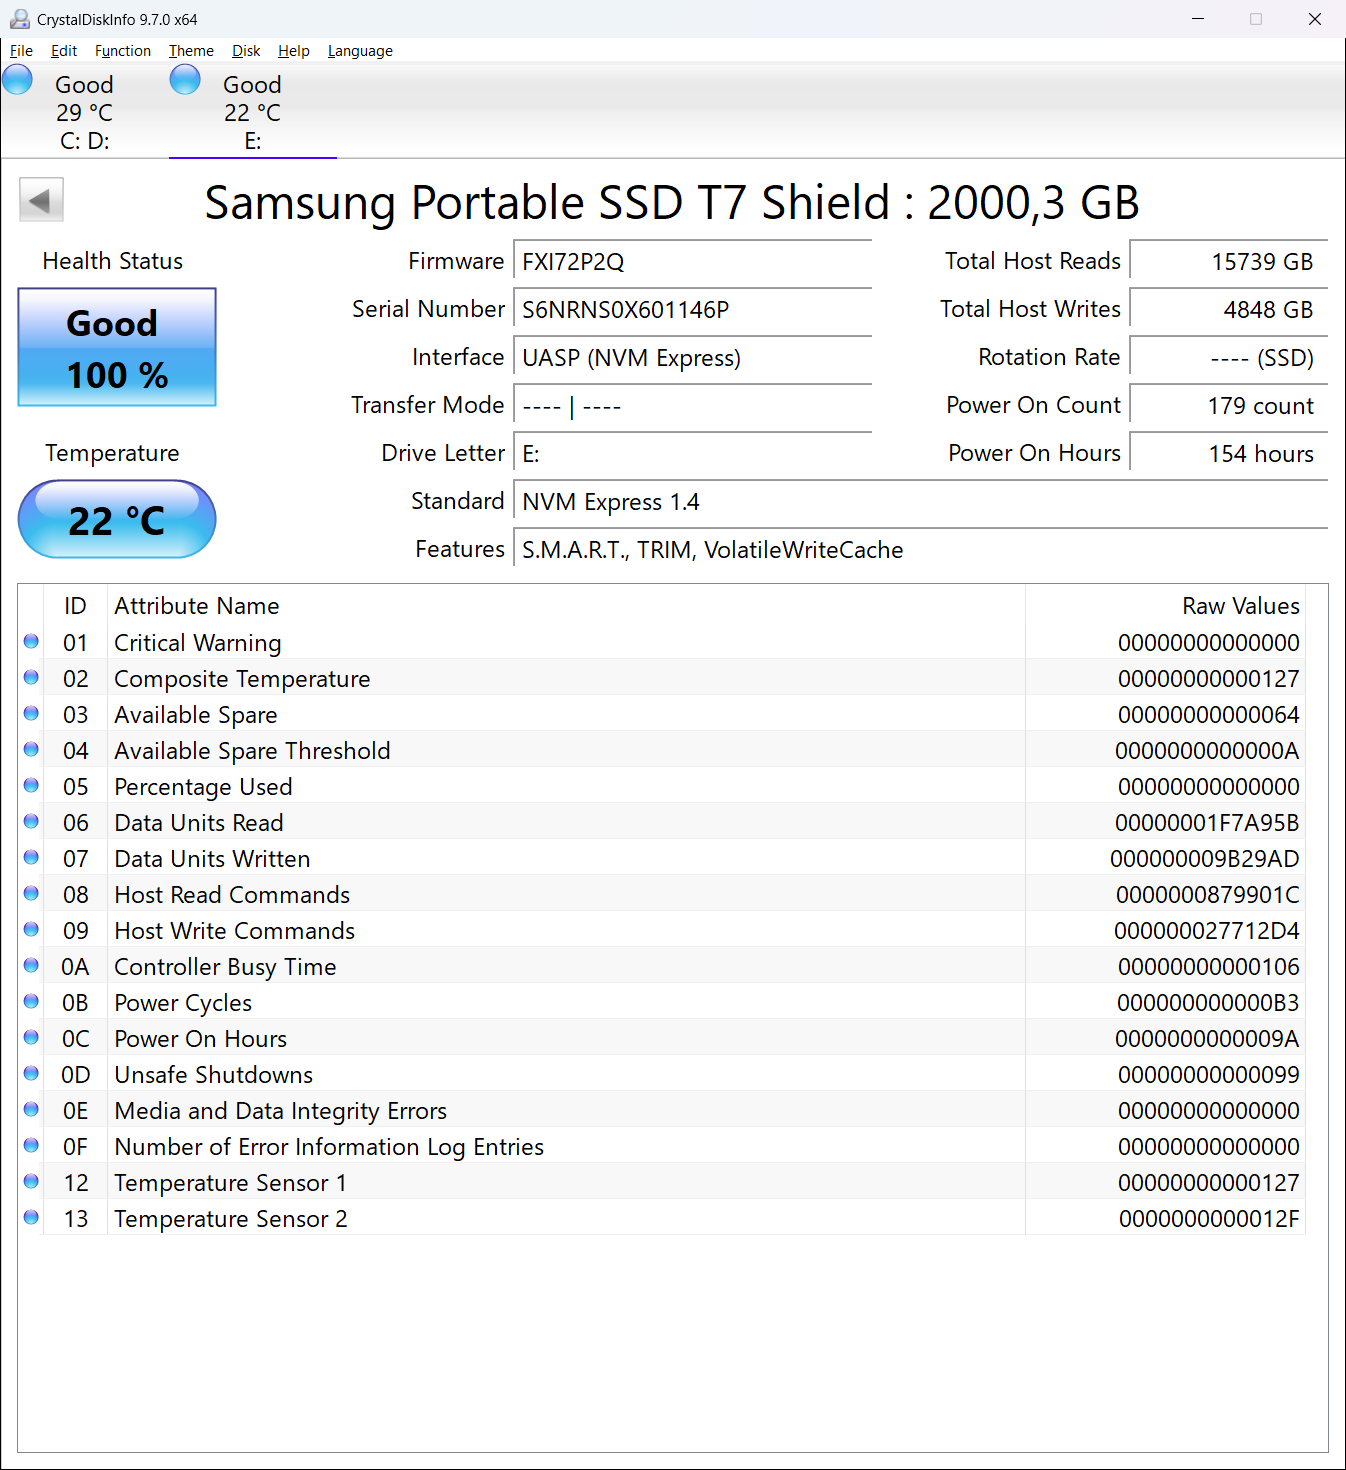 CrystalDiskInfo 9.7.0 x64
File Edit Function Theme Disk Help Language
Good Good
29 °C 22 °C
C: D: E:
Samsung Portable SSD T7 Shield : 2000,3 GB
Health Status
Good
100 %
Temperature
22 °C
Firmware FXI72P2Q
Serial Number S6NRNS0X601146P
Interface UASP (NVM Express)
Transfer Mode ---- | ----
Drive Letter E:
Standard NVM Express 1.4
Features S.M.A.R.T., TRIM, VolatileWriteCache
Total Host Reads 15739 GB
Total Host Writes 4848 GB
Rotation Rate ---- (SSD)
Power On Count 179 count
Power On Hours 154 hours
ID Attribute Name Raw Values
01 Critical Warning 00000000000000
02 Composite Temperature 00000000000127
03 Available Spare 00000000000064
04 Available Spare Threshold 0000000000000A
05 Percentage Used 00000000000000
06 Data Units Read 00000001F7A95B
07 Data Units Written 000000009B29AD
08 Host Read Commands 0000000879901C
09 Host Write Commands 000000027712D4
0A Controller Busy Time 00000000000106
0B Power Cycles 000000000000B3
0C Power On Hours 0000000000009A
0D Unsafe Shutdowns 00000000000099
0E Media and Data Integrity Errors 00000000000000
0F Number of Error Information Log Entries 00000000000000
12 Temperature Sensor 1 00000000000127
13 Temperature Sensor 2 0000000000012F